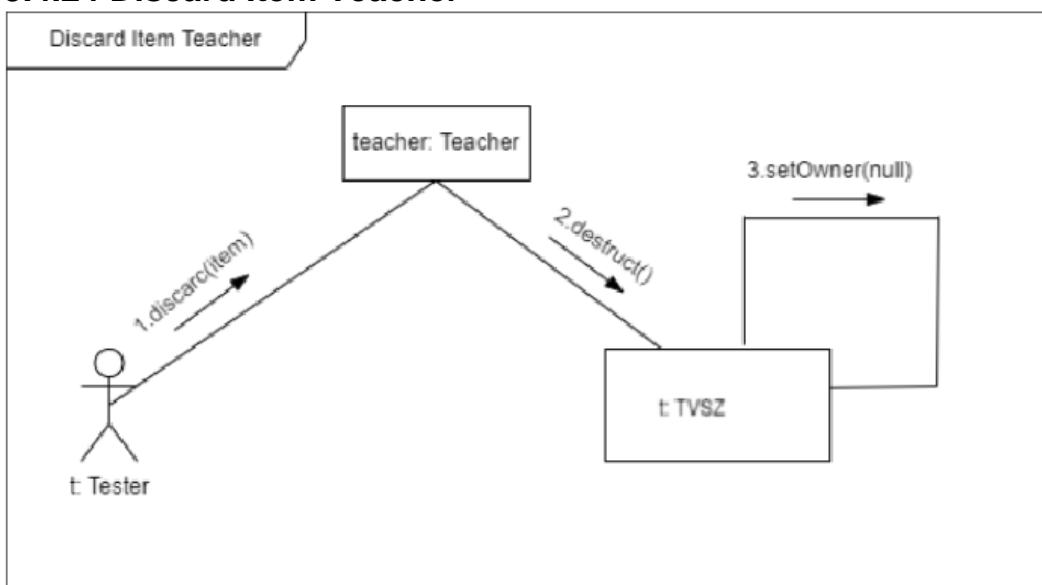 Discard Item Teacher
teacher: Teacher
3.setOwner(null)
2.destruct()
1.discarc(item)
t: TVSZ
t: Tester